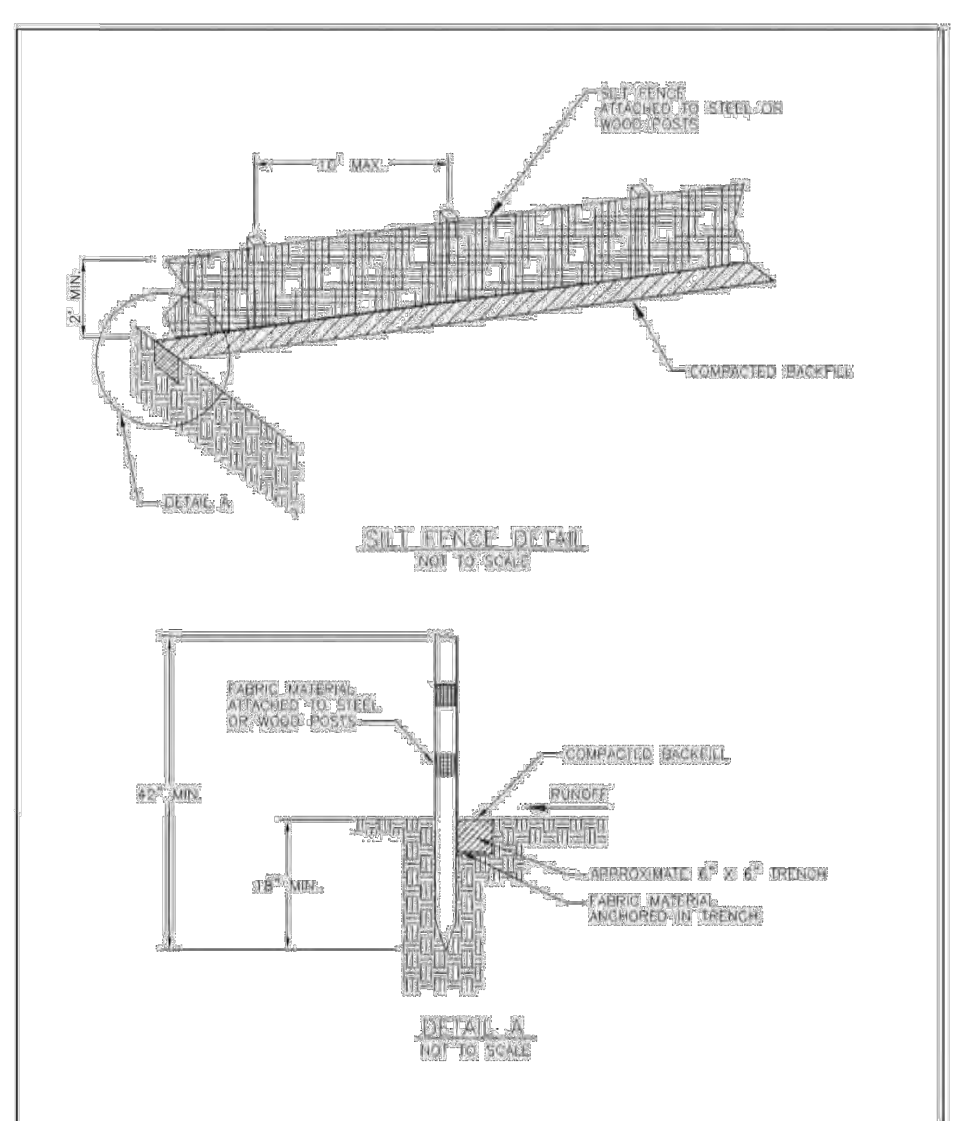 SILT FENCE
ATTACHED TO STEEL OR
WOOD POSTS
10' MAX.
2' MIN.
COMPACTED BACKFILL
DETAIL A
SILT FENCE DETAIL
NOT TO SCALE
FABRIC MATERIAL
ATTACHED TO STEEL
OR WOOD POSTS
COMPACTED BACKFILL
42" MIN.
RUNOFF
18" MIN.
APPROXIMATE 6" X 6" TRENCH
FABRIC MATERIAL
ANCHORED IN TRENCH
DETAIL A
NOT TO SCALE